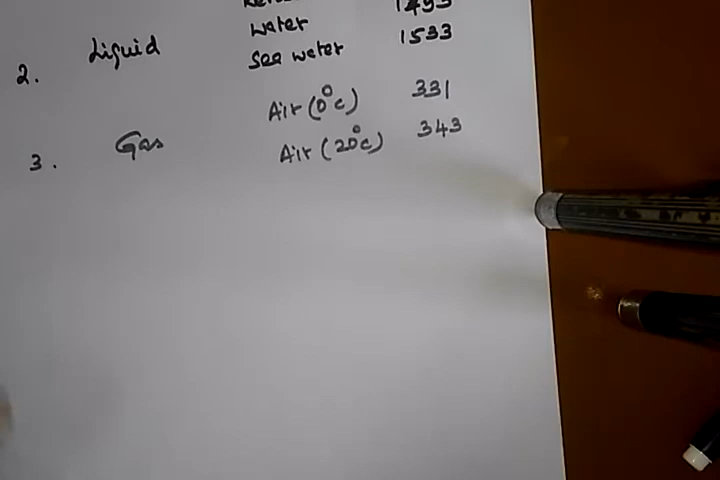 water 1493
2. Liquid Sea water 1533
Air (0°c) 331
3. Gas Air (20°c) 343